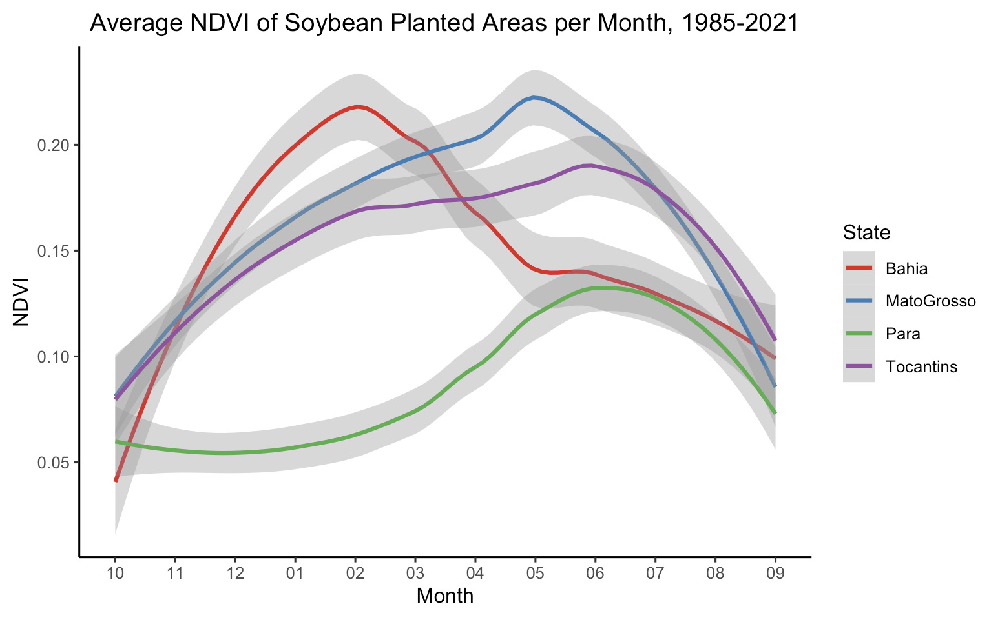 Average NDVI of Soybean Planted Areas per Month, 1985-2021
NDVI
0.20
0.15
0.10
0.05
10 11 12 01 02 03 04 05 06 07 08 09
Month
State
Bahia
MatoGrosso
Para
Tocantins